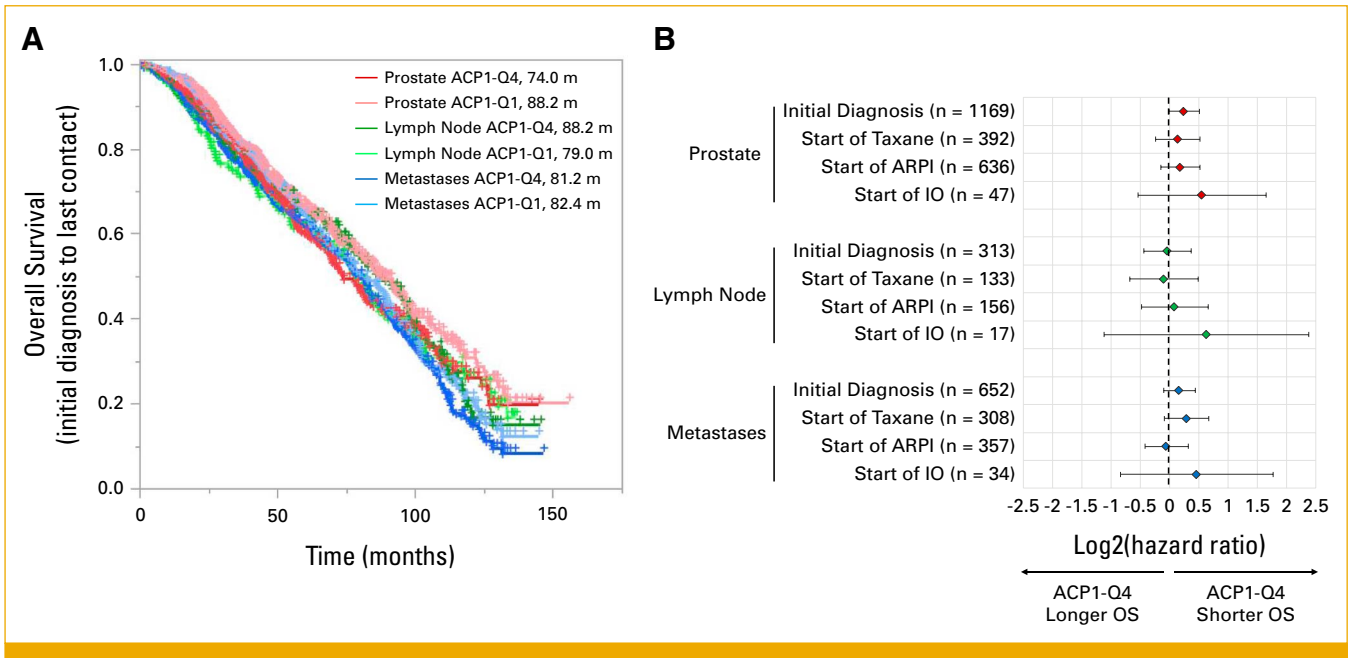 A
Overall Survival
(initial diagnosis to last contact)
1.0
0.8
0.6
0.4
0.2
0.0
0
50
100
150
Time (months)
Prostate ACP1-Q4, 74.0 m
Prostate ACP1-Q1, 88.2 m
Lymph Node ACP1-Q4, 88.2 m
Lymph Node ACP1-Q1, 79.0 m
Metastases ACP1-Q4, 81.2 m
Metastases ACP1-Q1, 82.4 m
B
Prostate
Initial Diagnosis (n = 1169)
Start of Taxane (n = 392)
Start of ARPI (n = 636)
Start of IO (n = 47)
Lymph Node
Initial Diagnosis (n = 313)
Start of Taxane (n = 133)
Start of ARPI (n = 156)
Start of IO (n = 17)
Metastases
Initial Diagnosis (n = 652)
Start of Taxane (n = 308)
Start of ARPI (n = 357)
Start of IO (n = 34)
-2.5 -2 -1.5 -1 -0.5 0 0.5 1 1.5 2 2.5
Log2(hazard ratio)
ACP1-Q4
Longer OS
ACP1-Q4
Shorter OS